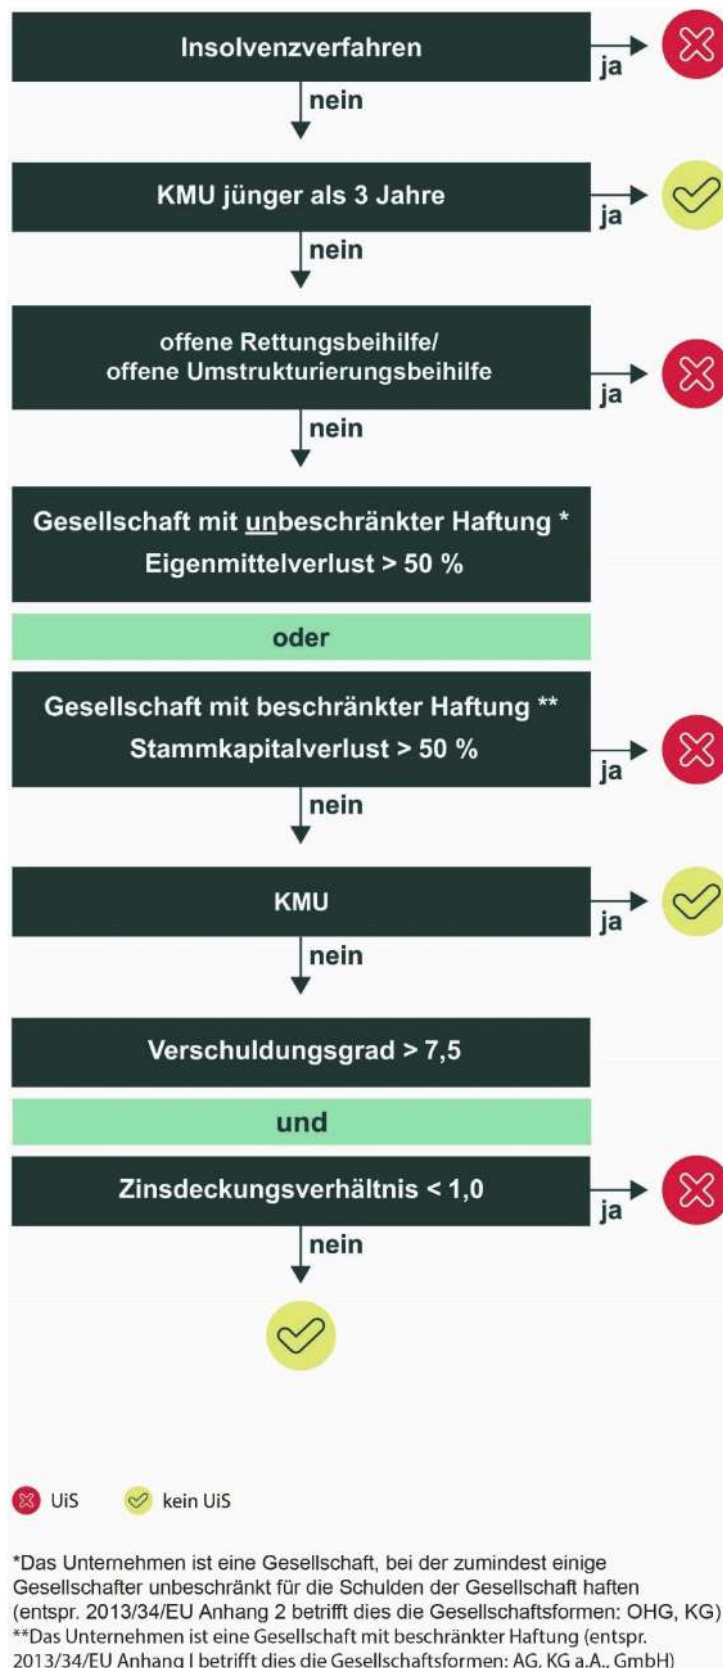 Insolvenzverfahren
ja
nein
KMU jünger als 3 Jahre
ja
nein
offene Rettungsbeihilfe/
offene Umstrukturierungsbeihilfe
ja
nein
Gesellschaft mit unbeschränkter Haftung *
Eigenmittelverlust > 50 %
oder
Gesellschaft mit beschränkter Haftung **
Stammkapitalverlust > 50 %
ja
nein
KMU
ja
nein
Verschuldungsgrad > 7,5
und
Zinsdeckungsverhältnis < 1,0
ja
nein
UiS kein UiS
*Das Unternehmen ist eine Gesellschaft, bei der zumindest einige
Gesellschafter unbeschränkt für die Schulden der Gesellschaft haften
(entspr. 2013/34/EU Anhang 2 betrifft dies die Gesellschaftsformen: OHG, KG)
**Das Unternehmen ist eine Gesellschaft mit beschränkter Haftung (entspr.
2013/34/EU Anhang I betrifft dies die Gesellschaftsformen: AG, KG a.A., GmbH)